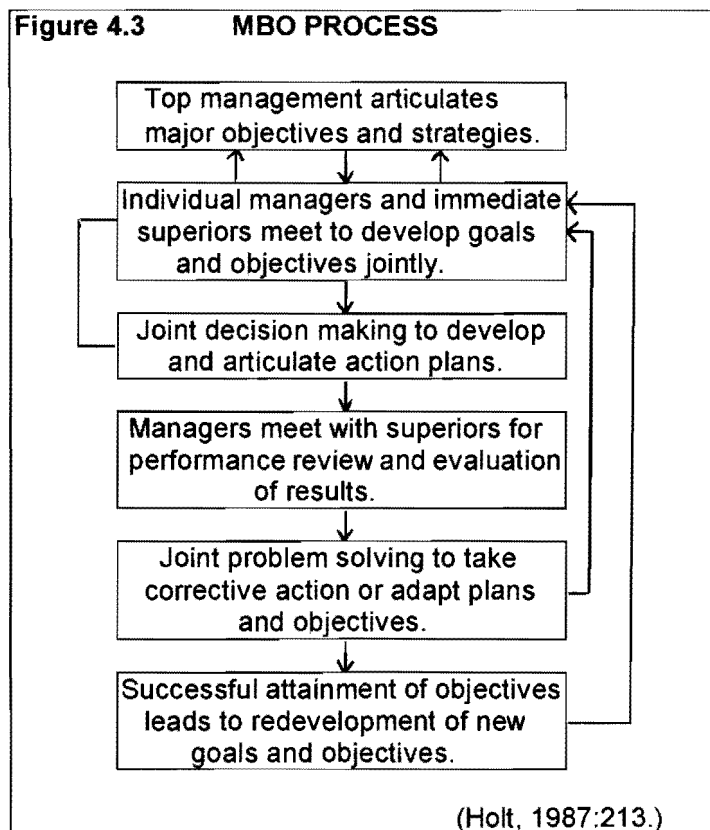 Figure 4.3 MBO PROCESS
Top management articulates
major objectives and strategies.
Individual managers and immediate
superiors meet to develop goals
and objectives jointly.
Joint decision making to develop
and articulate action plans.
Managers meet with superiors for
performance review and evaluation
of results.
Joint problem solving to take
corrective action or adapt plans
and objectives.
Successful attainment of objectives
leads to redevelopment of new
goals and objectives.
(Holt, 1987:213.)